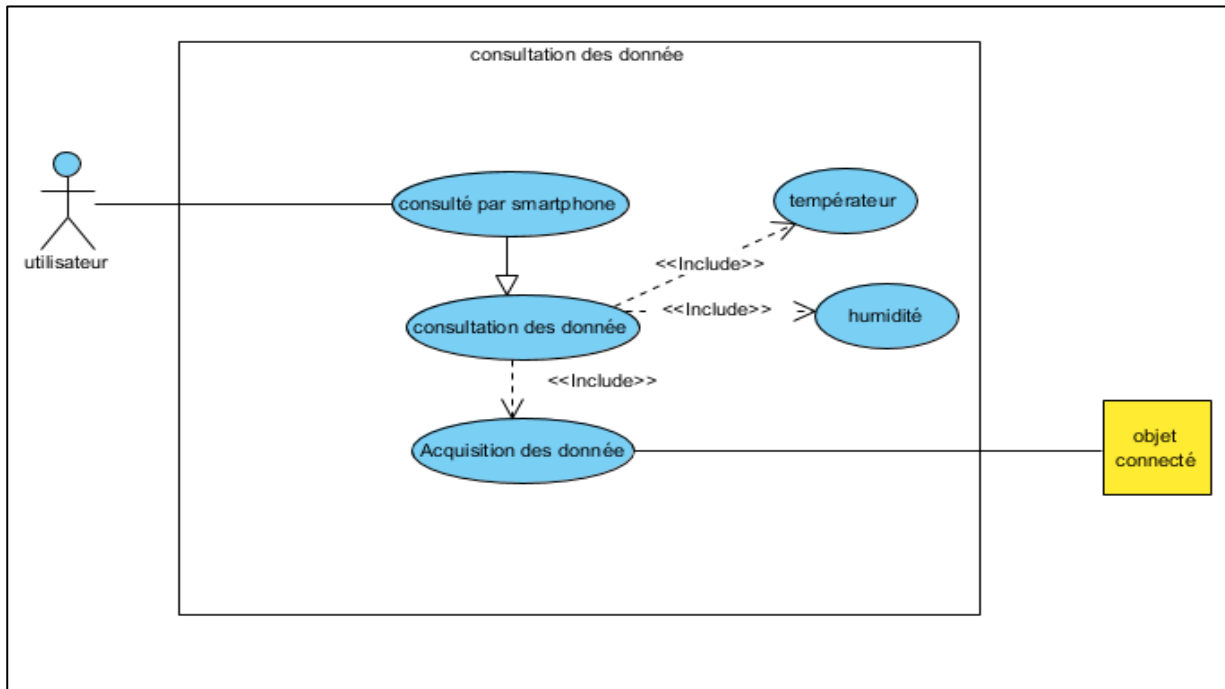 consultation des donnée
consulté par smartphone
températeur
utilisateur
<<Include>>
<<Include>>
humidité
consultation des donnée
<<Include>>
Acquisition des donnée
objet
connecté